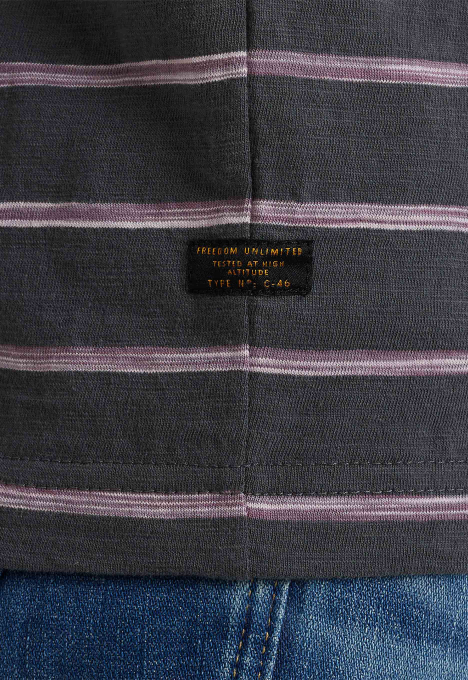 FREEDOM UNLIMITED
TESTED AT HIGH
ALTITUDE
TYPE Nº: C-46